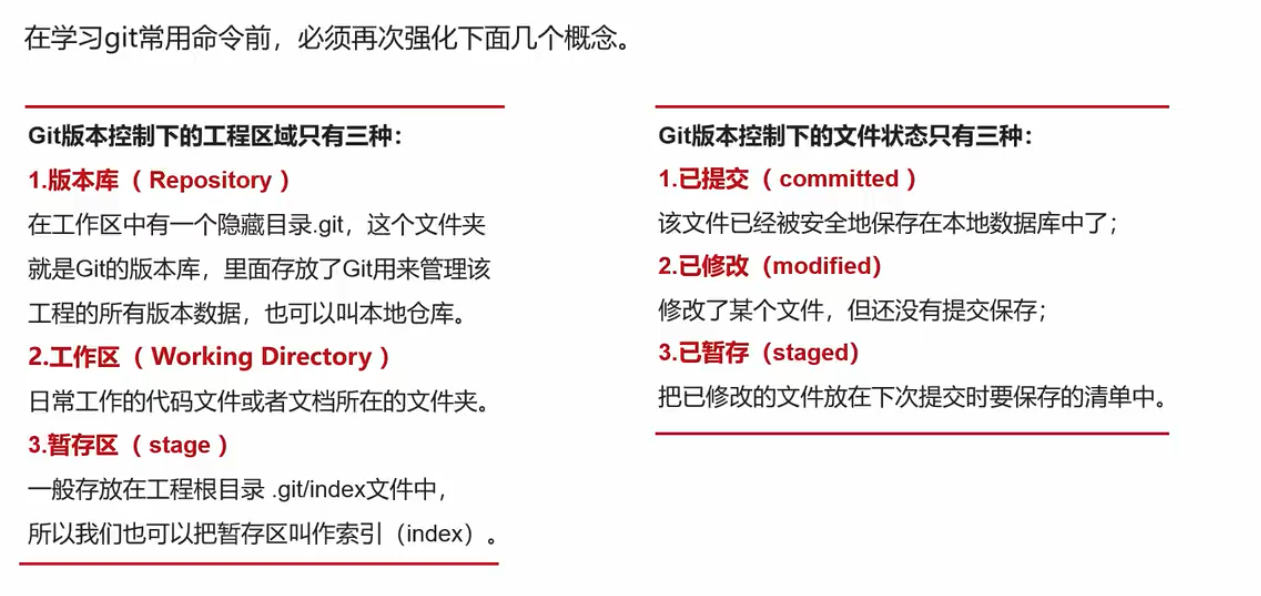 在学习git常用命令前，必须再次强化下面几个概念。
Git版本控制下的工程区域只有三种：
1.版本库（ Repository ）
在工作区中有一个隐藏目录.git，这个文件夹
就是Git的版本库，里面存放了Git用来管理该
工程的所有版本数据，也可以叫本地仓库。
2.工作区（ Working Directory ）
日常工作的代码文件或者文档所在的文件夹。
3.暂存区（ stage ）
一般存放在工程根目录 .git/index文件中，
所以我们也可以把暂存区叫作索引（index）。
Git版本控制下的文件状态只有三种：
1.已提交（ committed ）
该文件已经被安全地保存在本地数据库中了；
2.已修改（modified）
修改了某个文件，但还没有提交保存；
3.已暂存（staged）
把已修改的文件放在下次提交时要保存的清单中。